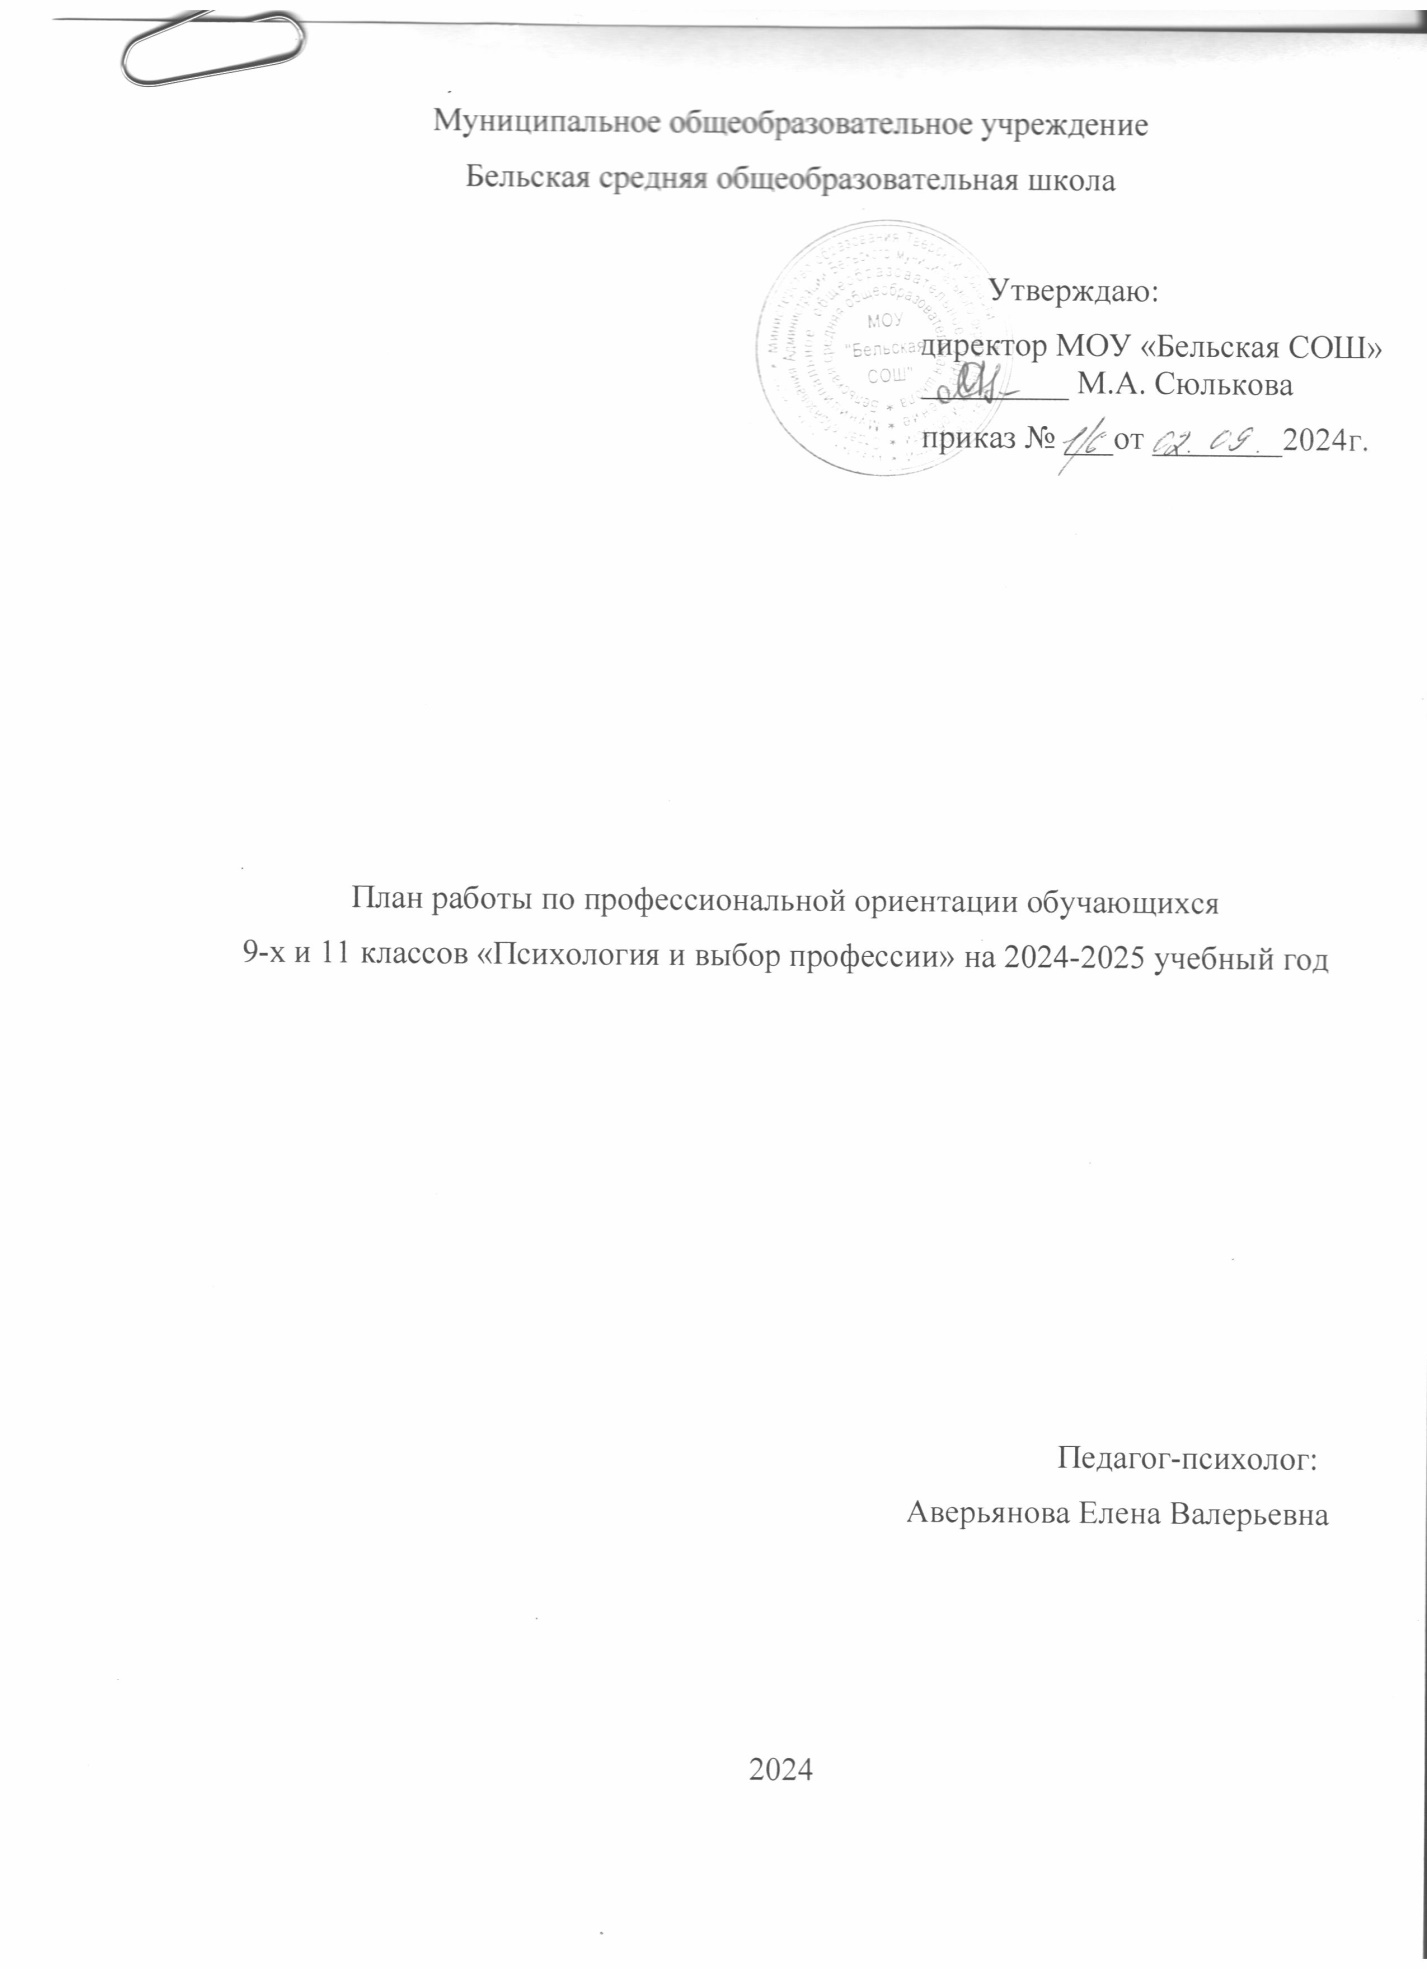 Муниципальное общеобразовательное учреждение
Бельская средняя общеобразовательная школа
Утверждаю:
МОУ
"Бельская
СОШ"
директор МОУ «Бельская СОШ»
М.А. Сюлькова
приказ № 1/6 от 02.09.2024г.
План работы по профессиональной ориентации обучающихся
9-х и 11 классов «Психология и выбор профессии» на 2024-2025 учебный год
Педагог-психолог:
Аверьянова Елена Валерьевна
2024